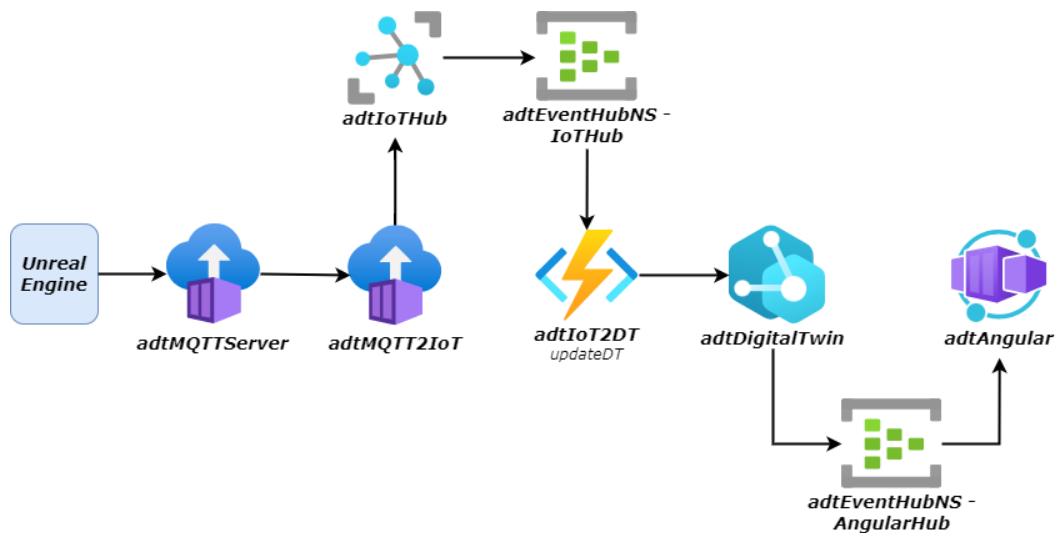 adtIoTHub
adtEventHubNS -
IoTHub
Unreal
Engine
adtMQTTServer
adtMQTT2IoT
adtIoT2DT
updateDT
adtDigitalTwin
adtAngular
adtEventHubNS -
AngularHub